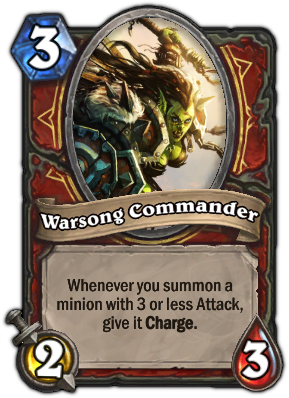 3
Warsong Commander
Whenever you summon a
minion with 3 or less Attack,
give it Charge.
2
3